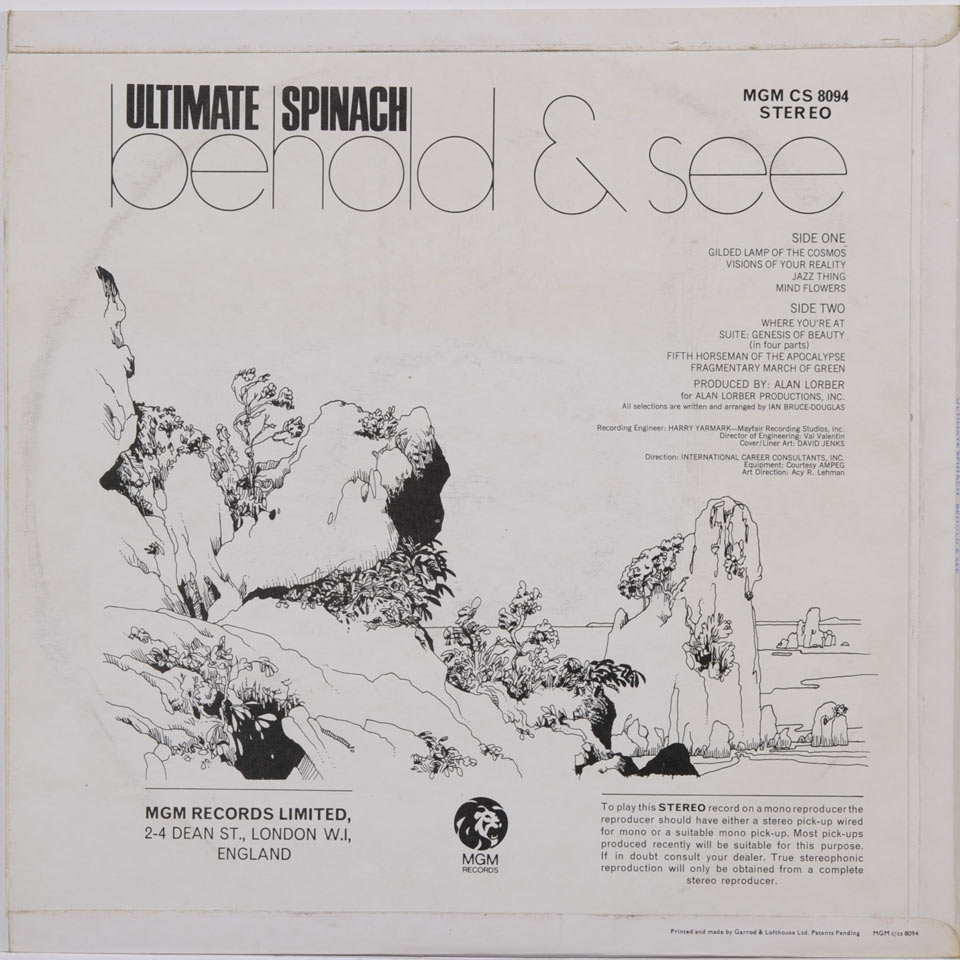 ULTIMATE SPINACH
behold & see
MGM CS 8094
STEREO
SIDE ONE
GILDED LAMP OF THE COSMOS
VISIONS OF YOUR REALITY
JAZZ THING
MIND FLOWERS
SIDE TWO
WHERE YOU'RE AT
SUITE: GENESIS OF BEAUTY
(in four parts)
FIFTH HORSEMAN OF THE APOCALYPSE
FRAGMENTARY MARCH OF GREEN
PRODUCED BY: ALAN LORBER
for ALAN LORBER PRODUCTIONS, INC.
All selections are written and arranged by IAN BRUCE-DOUGLAS
Recording Engineer: HARRY YARMARK—Mayfair Recording Studios, Inc.
Director of Engineering: Val Valentin
Cover/Liner Art: DAVID JENKS
Direction: INTERNATIONAL CAREER CONSULTANTS, INC.
Equipment: Courtesy AMPEG
Art Direction: Acy R. Lehman
MGM RECORDS LIMITED,
2-4 DEAN ST., LONDON W.I,
ENGLAND
MGM
RECORDS
To play this STEREO record on a mono reproducer the
reproducer should have either a stereo pick-up wired
for mono or a suitable mono pick-up. Most pick-ups
produced recently will be suitable for this purpose.
If in doubt consult your dealer. True stereophonic
reproduction will only be obtained from a complete
stereo reproducer.
Printed and made by Garrod & Lofthouse Ltd. Patents Pending MGM c/cs 8094